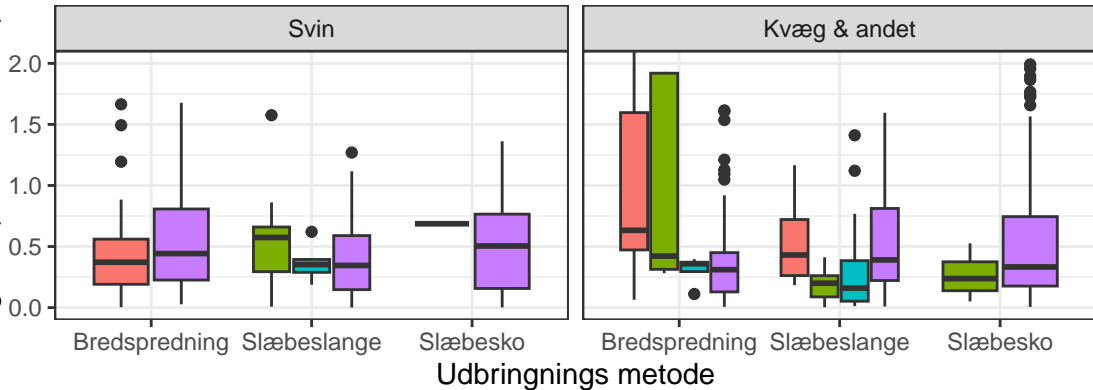 Svin
Kvæg & andet
2.0
1.5
1.0
0.5
0.0
Bredspredning Slæbeslange Slæbesko Bredspredning Slæbeslange Slæbesko
Udbringnings metode